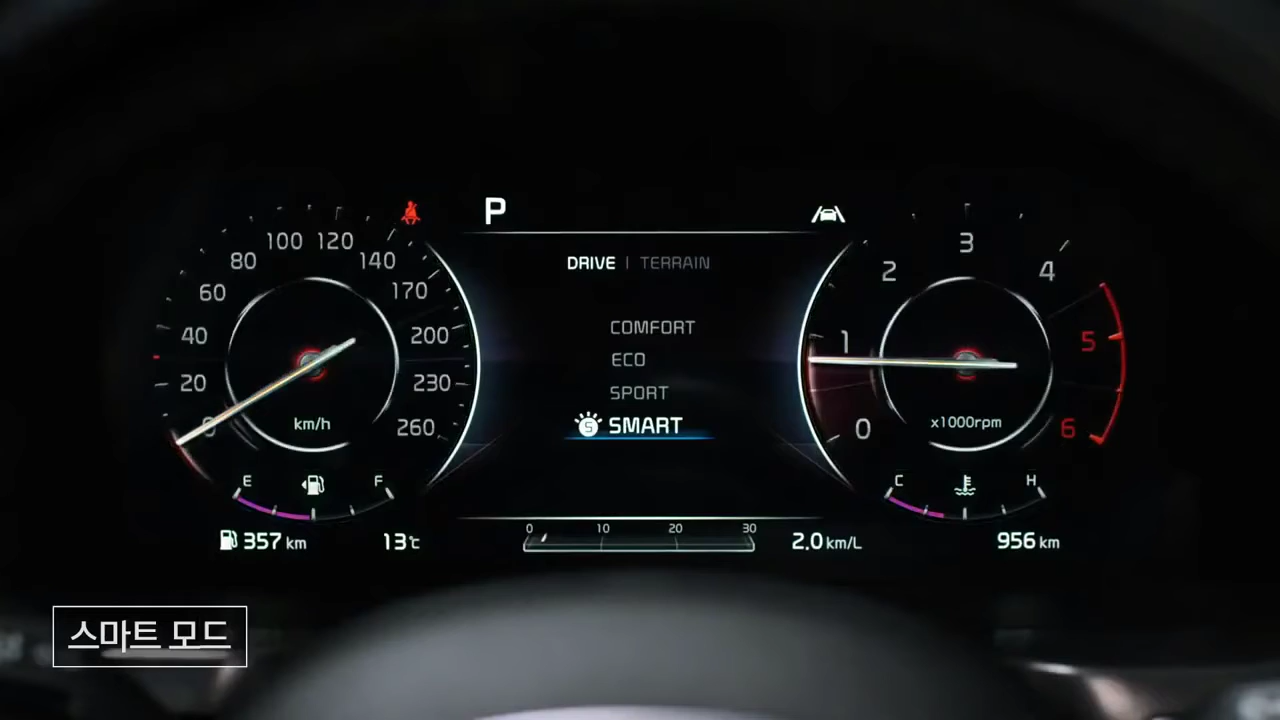 P
DRIVE | TERRAIN
COMFORT
ECO
SPORT
S SMART
0
20
40
60
80
100
120
140
170
200
230
260
km/h
E
F
357 km
13℃
0 10 20 30
2.0 km/L
0
1
2
3
4
5
6
x1000rpm
C
H
956 km
스마트 모드